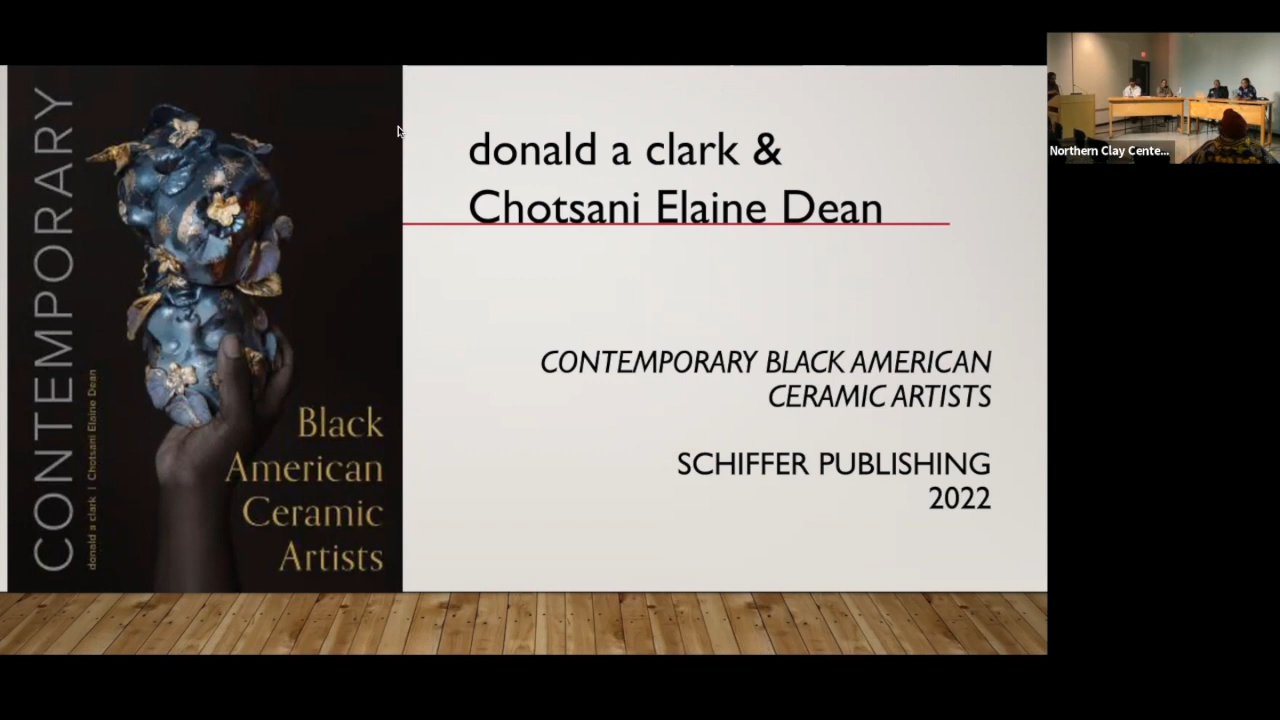 CONTEMPORARY
donald a clark | Chotsani Elaine Dean
Black
American
Ceramic
Artists
donald a clark &
Chotsani Elaine Dean
CONTEMPORARY BLACK AMERICAN
CERAMIC ARTISTS
SCHIFFER PUBLISHING
2022
Northern Clay Cente...